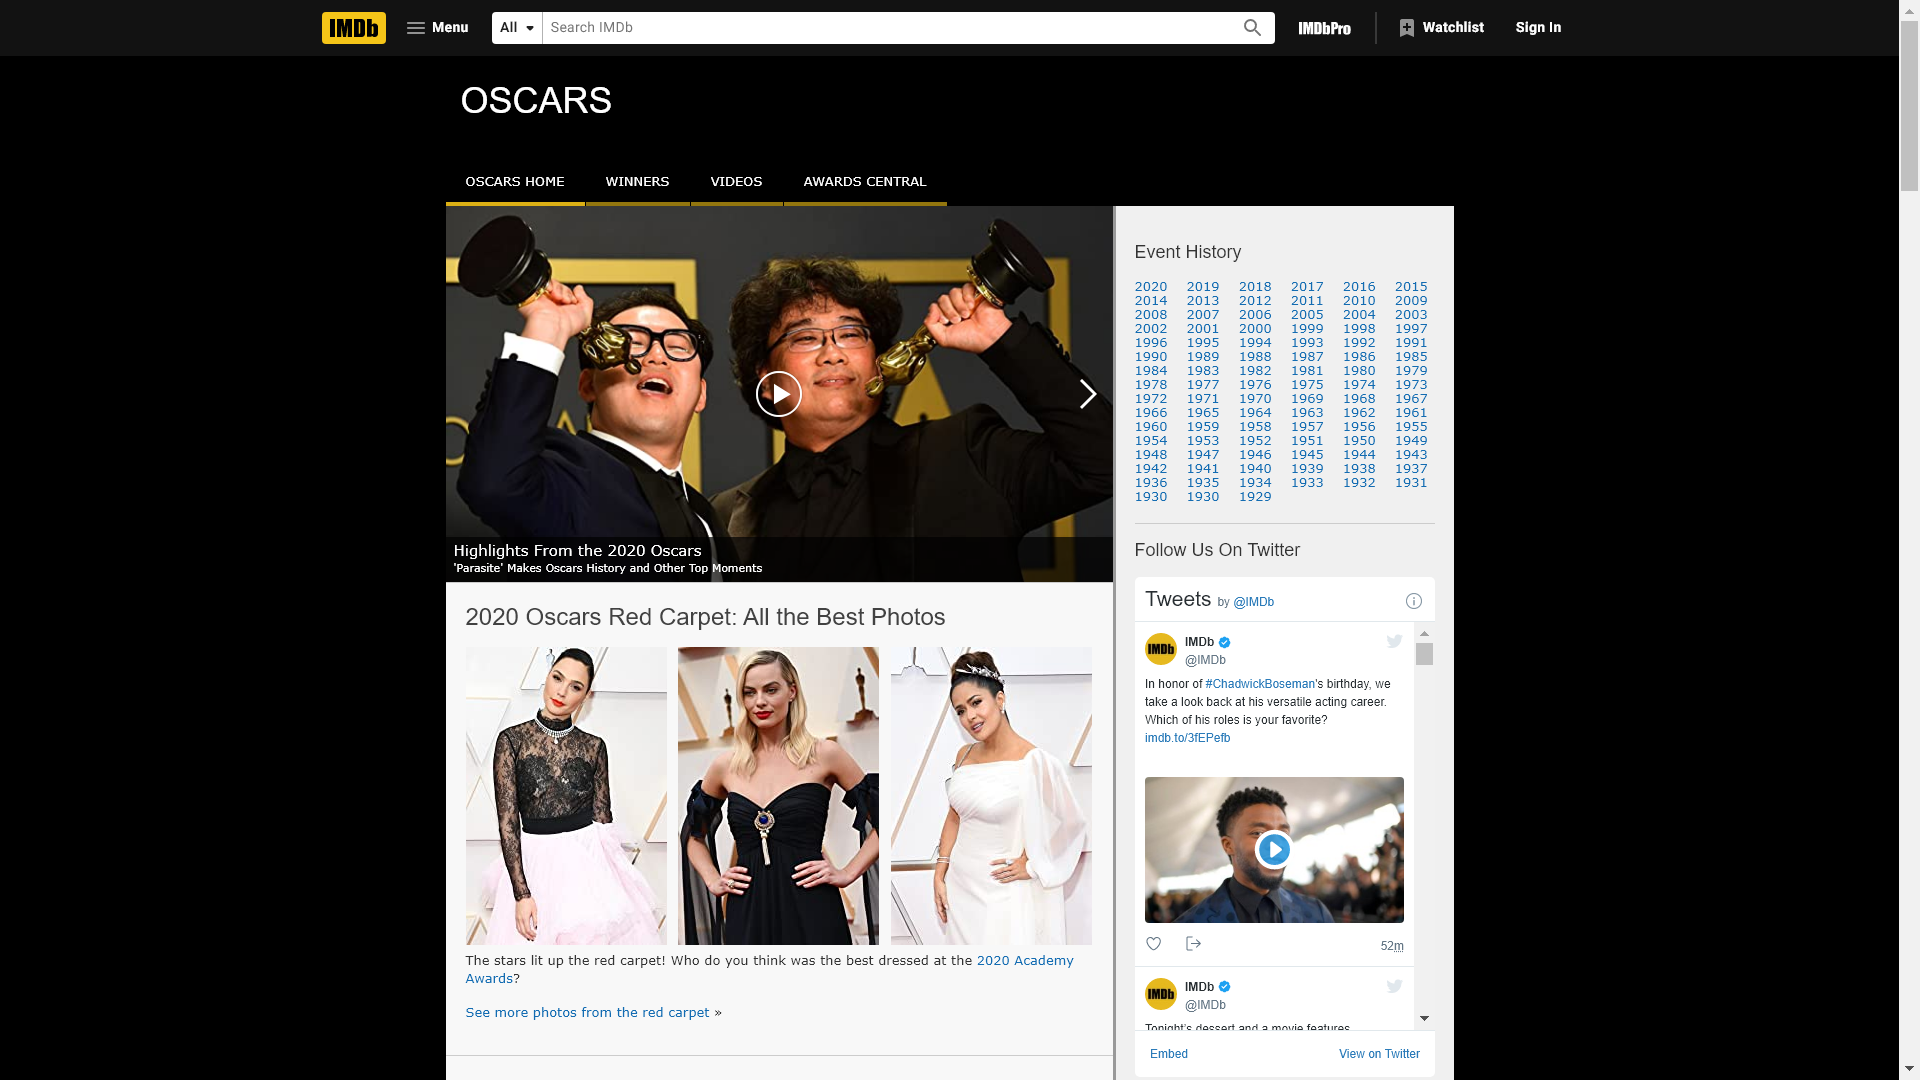 IMDb Menu All Search IMDb IMDbPro Watchlist Sign In
OSCARS
OSCARS HOME WINNERS VIDEOS AWARDS CENTRAL
Highlights From the 2020 Oscars
'Parasite' Makes Oscars History and Other Top Moments
2020 Oscars Red Carpet: All the Best Photos
The stars lit up the red carpet! Who do you think was the best dressed at the 2020 Academy
Awards?
See more photos from the red carpet »
Event History
2020 2019 2018 2017 2016 2015
2014 2013 2012 2011 2010 2009
2008 2007 2006 2005 2004 2003
2002 2001 2000 1999 1998 1997
1996 1995 1994 1993 1992 1991
1990 1989 1988 1987 1986 1985
1984 1983 1982 1981 1980 1979
1978 1977 1976 1975 1974 1973
1972 1971 1970 1969 1968 1967
1966 1965 1964 1963 1962 1961
1960 1959 1958 1957 1956 1955
1954 1953 1952 1951 1950 1949
1948 1947 1946 1945 1944 1943
1942 1941 1940 1939 1938 1937
1936 1935 1934 1933 1932 1931
1930 1930 1929
Follow Us On Twitter
Tweets by @IMDb
IMDb IMDb
@IMDb
In honor of #ChadwickBoseman's birthday, we
take a look back at his versatile acting career.
Which of his roles is your favorite?
imdb.to/3fEPefb
52m
IMDb IMDb
@IMDb
Tonight's dessert and a movie features
Embed View on Twitter